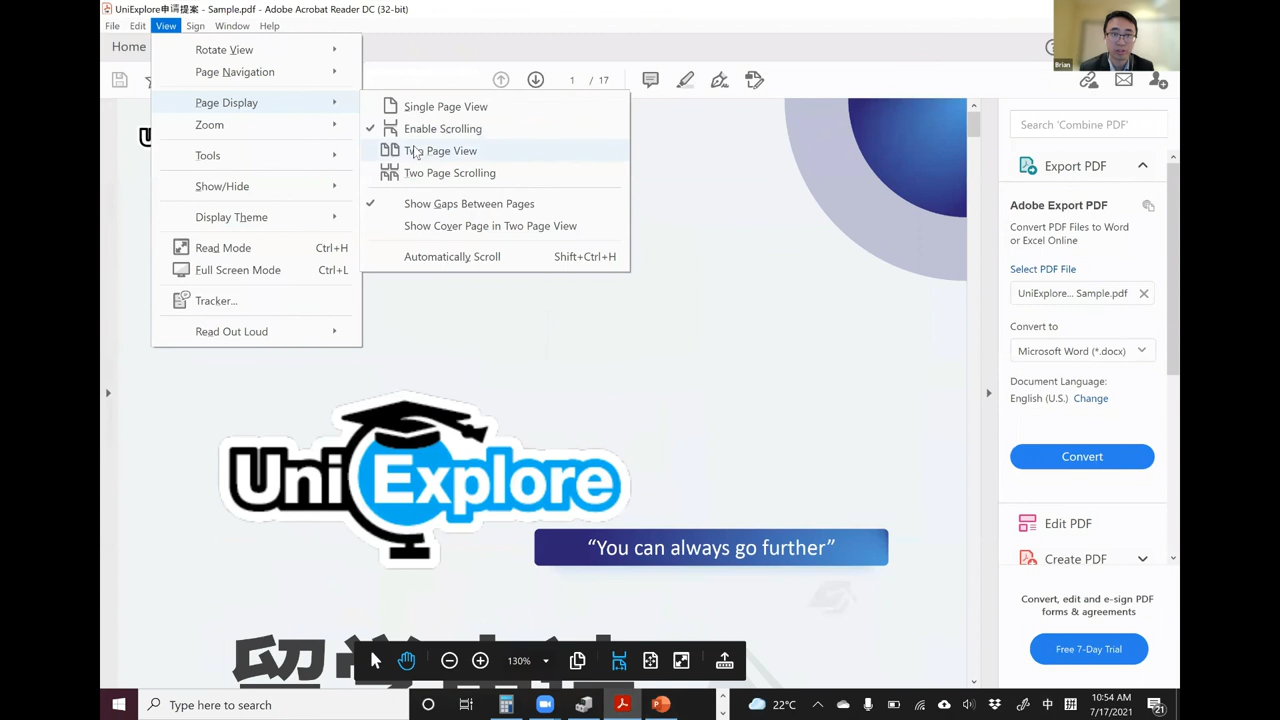 UniExplore申请提案 - Sample.pdf - Adobe Acrobat Reader DC (32-bit)
File Edit View Sign Window Help
Home
Brian
1 / 17
Rotate View
Page Navigation
Page Display
Zoom
Tools
Show/Hide
Display Theme
Read Mode Ctrl+H
Full Screen Mode Ctrl+L
Tracker...
Read Out Loud
Single Page View
Enable Scrolling
Two Page View
Two Page Scrolling
Show Gaps Between Pages
Show Cover Page in Two Page View
Automatically Scroll Shift+Ctrl+H
Search 'Combine PDF'
Export PDF
Adobe Export PDF
Convert PDF Files to Word
or Excel Online
Select PDF File
UniExplore... Sample.pdf
Convert to
Microsoft Word (*.docx)
Document Language:
English (U.S.) Change
Convert
Edit PDF
Create PDF
Convert, edit and e-sign PDF
forms & agreements
Free 7-Day Trial
UniExplore
“You can always go further”
130%
Type here to search
22°C
中
拼
10:54 AM
7/17/2021
21